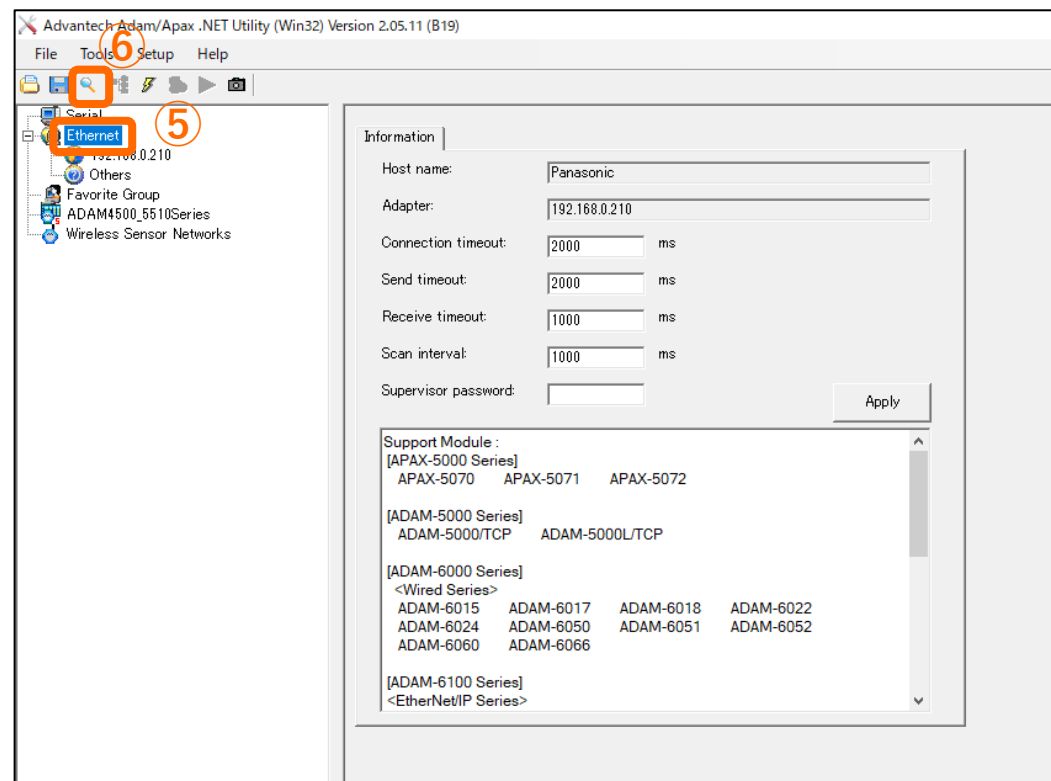 Advantech Adam/Apax .NET Utility (Win32) Version 2.05.11 (B19)
File Tools Setup Help
⑥
⑤
Serial
Ethernet
192.168.0.210
Others
Favorite Group
ADAM4500_5510Series
Wireless Sensor Networks
Information
Host name: Panasonic
Adapter: 192.168.0.210
Connection timeout: 2000 ms
Send timeout: 2000 ms
Receive timeout: 1000 ms
Scan interval: 1000 ms
Supervisor password:
Apply
Support Module :
[APAX-5000 Series]
APAX-5070 APAX-5071 APAX-5072
[ADAM-5000 Series]
ADAM-5000/TCP ADAM-5000L/TCP
[ADAM-6000 Series]
<Wired Series>
ADAM-6015 ADAM-6017 ADAM-6018 ADAM-6022
ADAM-6024 ADAM-6050 ADAM-6051 ADAM-6052
ADAM-6060 ADAM-6066
[ADAM-6100 Series]
<EtherNet/IP Series>